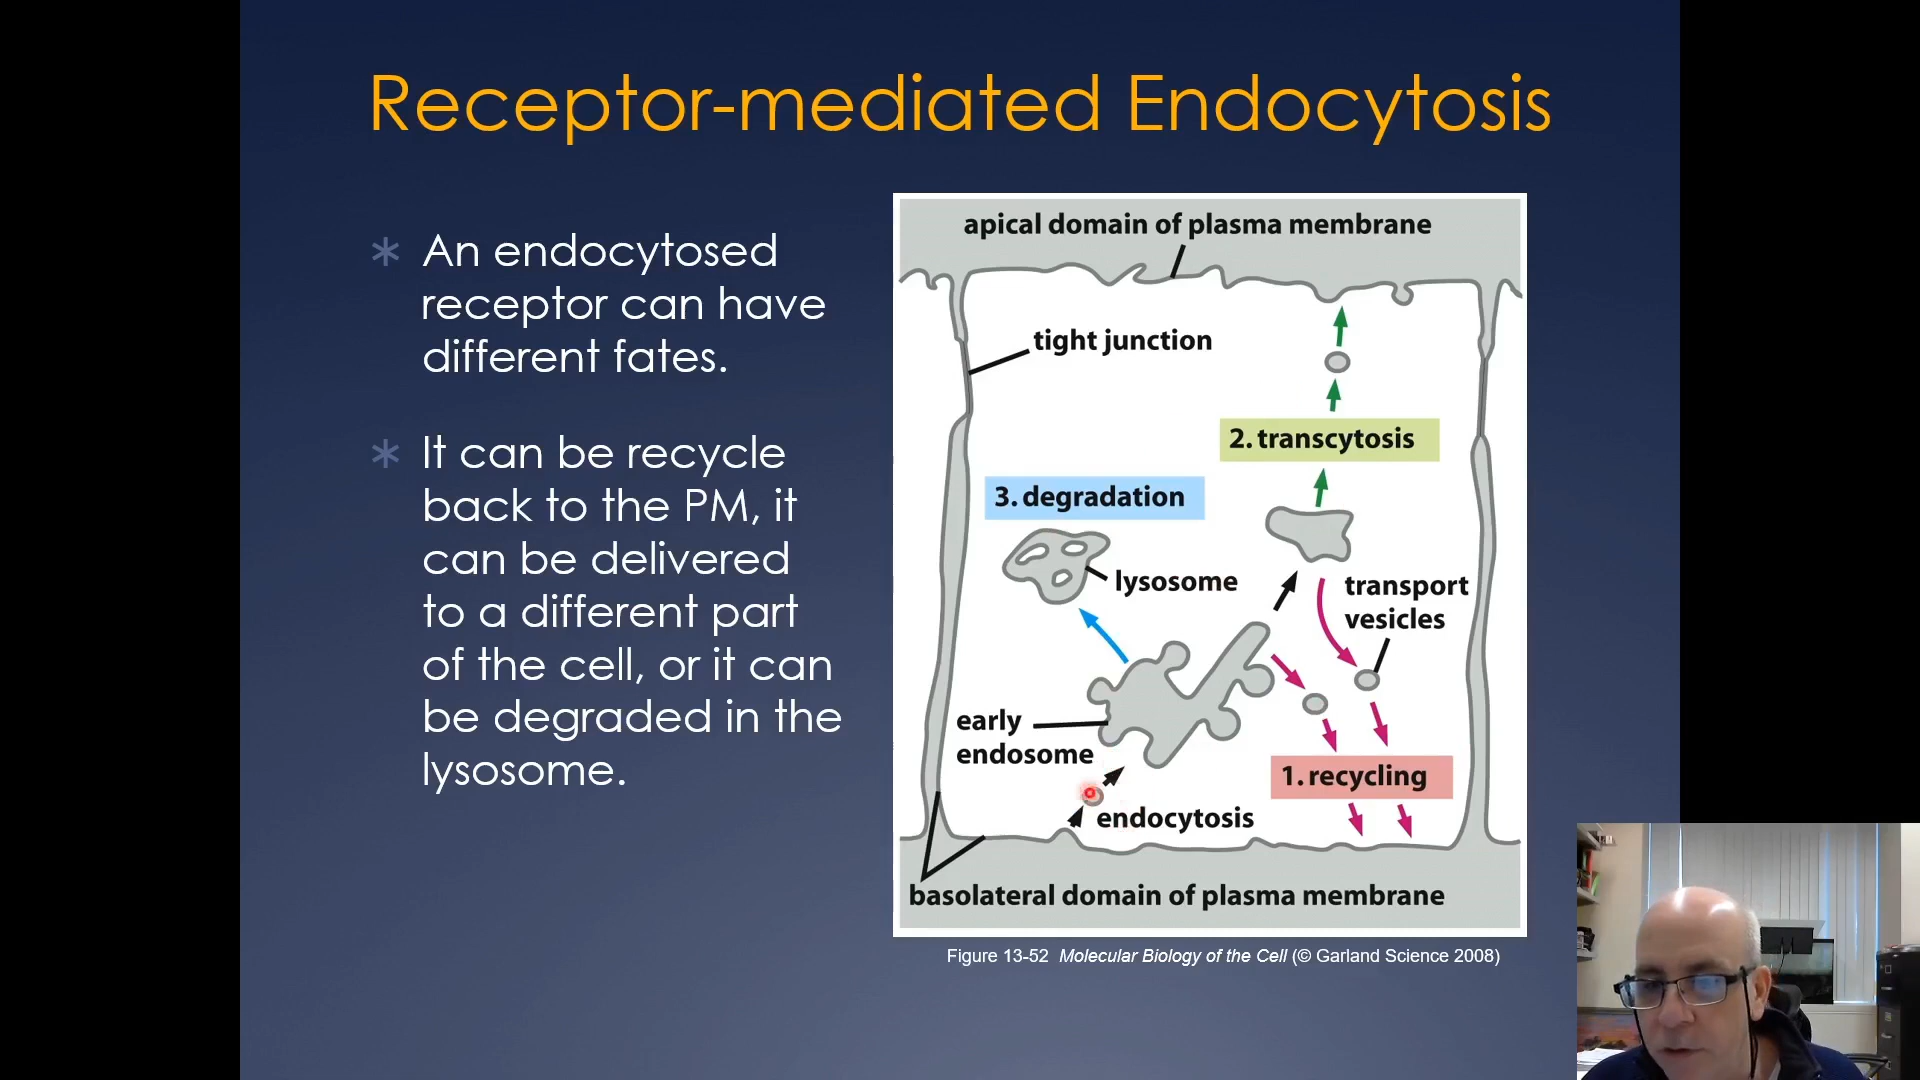 Receptor-mediated Endocytosis
An endocytosed
receptor can have
different fates.
It can be recycle
back to the PM, it
can be delivered
to a different part
of the cell, or it can
be degraded in the
lysosome.
apical domain of plasma membrane
tight junction
2. transcytosis
3. degradation
lysosome
transport
vesicles
early
endosome
1. recycling
endocytosis
basolateral domain of plasma membrane
Figure 13-52 Molecular Biology of the Cell (© Garland Science 2008)